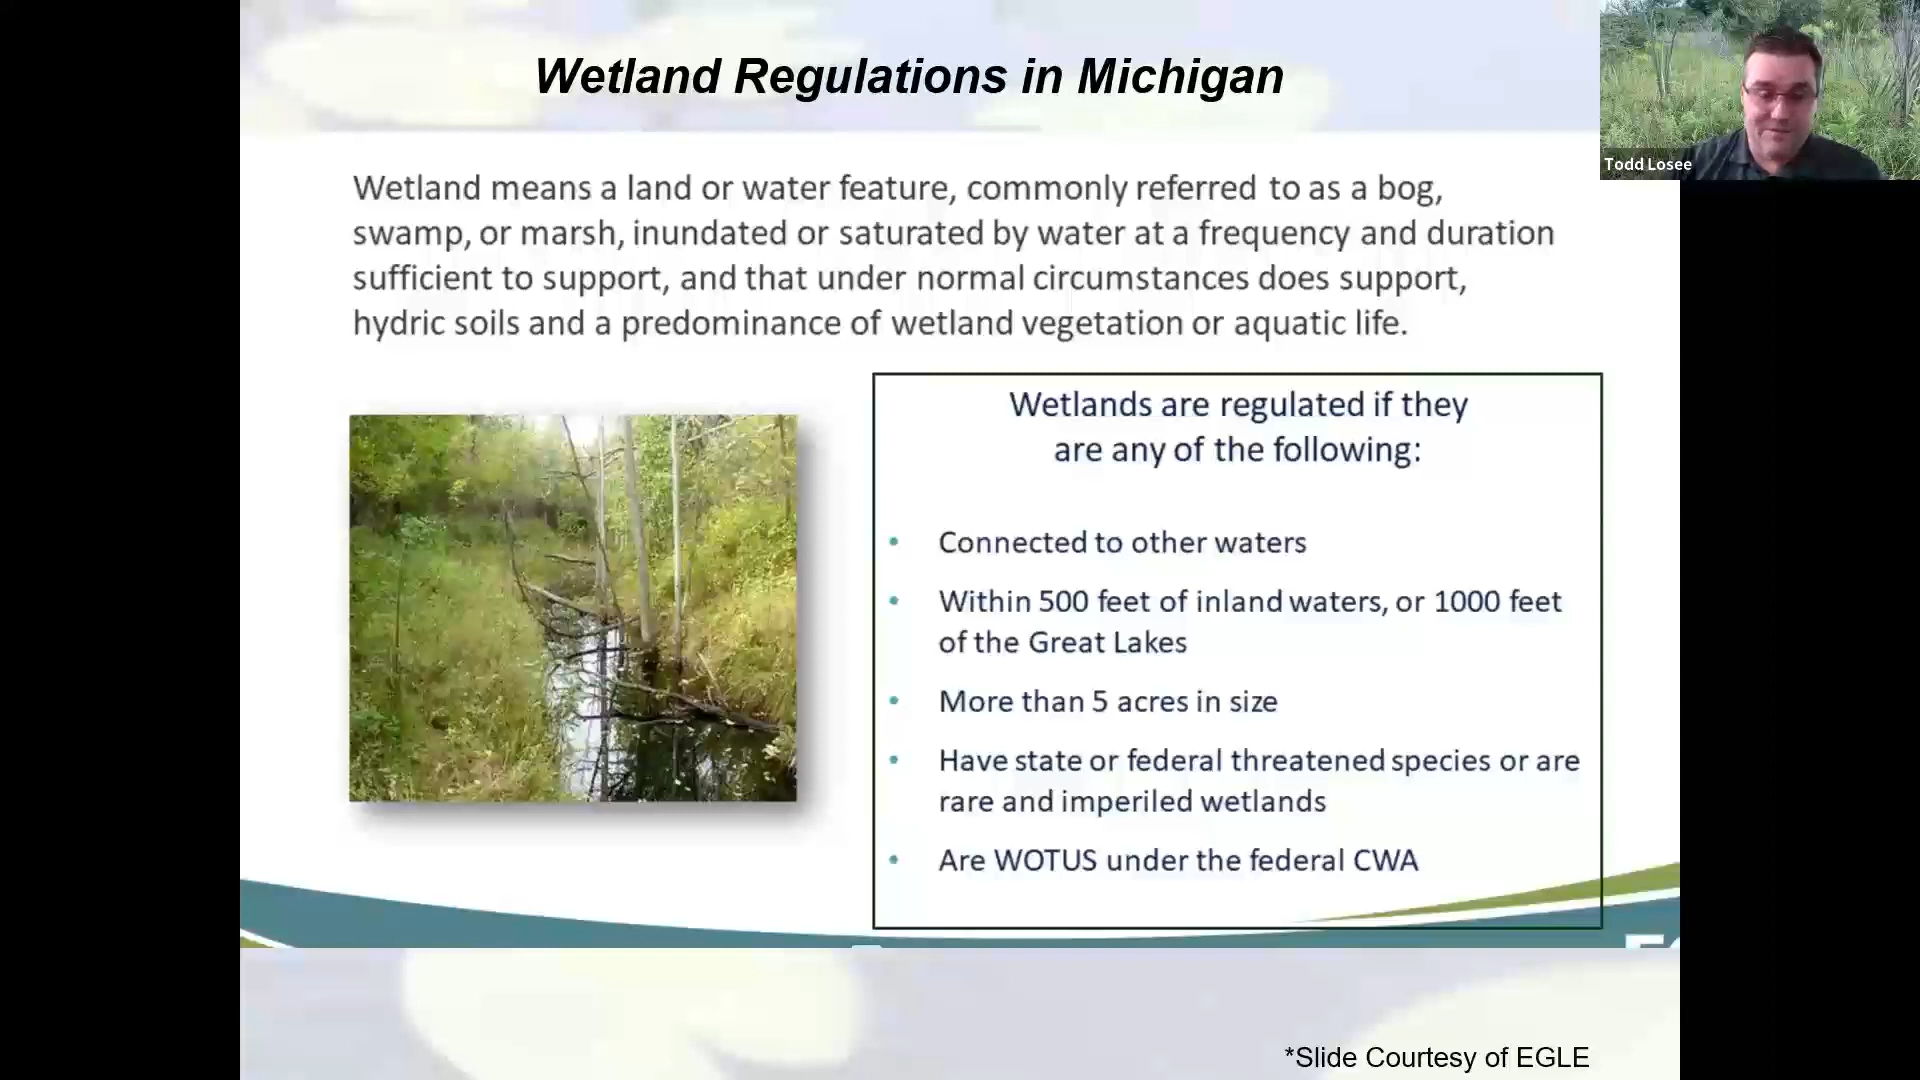 Wetland Regulations in Michigan
Todd Losee
Wetland means a land or water feature, commonly referred to as a bog,
swamp, or marsh, inundated or saturated by water at a frequency and duration
sufficient to support, and that under normal circumstances does support,
hydric soils and a predominance of wetland vegetation or aquatic life.
Wetlands are regulated if they
are any of the following:
• Connected to other waters
• Within 500 feet of inland waters, or 1000 feet
of the Great Lakes
• More than 5 acres in size
• Have state or federal threatened species or are
rare and imperiled wetlands
• Are WOTUS under the federal CWA
*Slide Courtesy of EGLE